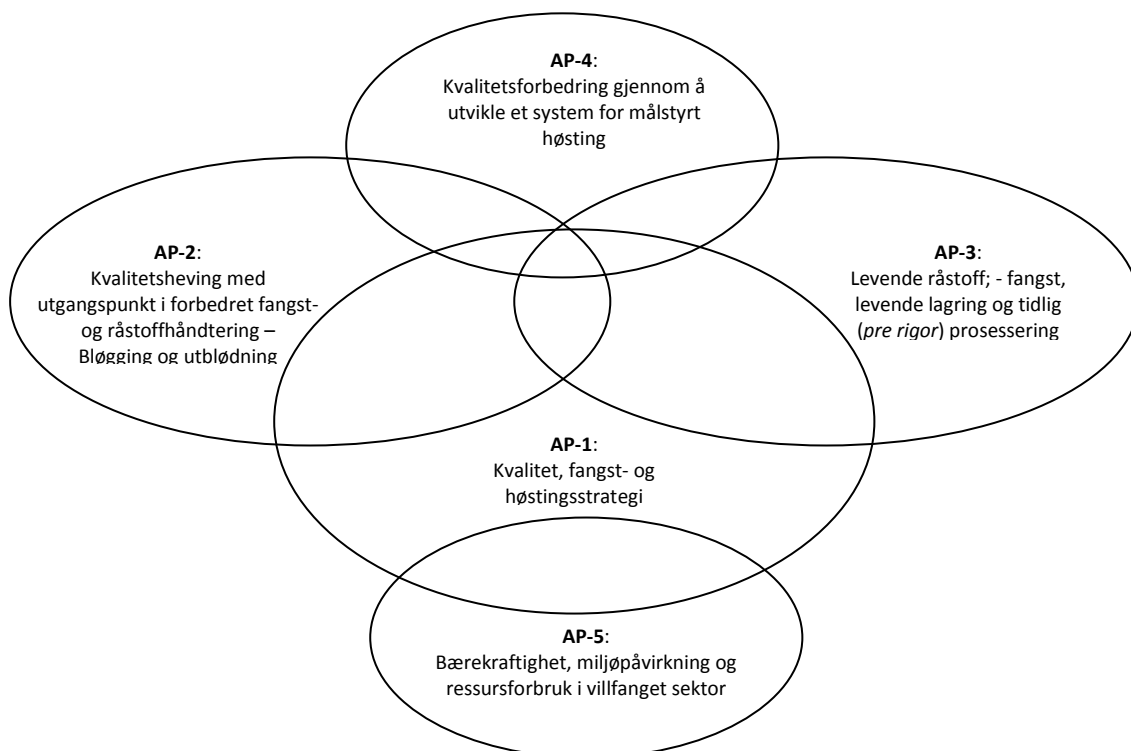 AP-4:
Kvalitetsforbedring gjennom å
utvikle et system for målstyrt
høsting
AP-2:
Kvalitetsheving med
utgangspunkt i forbedret fangst-
og råstoffhåndtering –
Bløgging og utblødning
AP-3:
Levende råstoff; - fangst,
levende lagring og tidlig
(pre rigor) prosessering
AP-1:
Kvalitet, fangst- og
høstingsstrategi
AP-5:
Bærekraftighet, miljøpåvirkning og
ressursforbruk i villfanget sektor